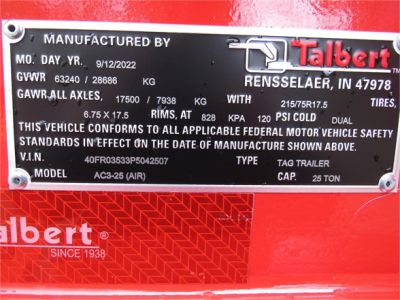 MANUFACTURED BY Talbert™
MO. DAY YR. 9/12/2022 RENSSELAER, IN 47978
GVWR 63240 / 28686 KG
GAWR ALL AXLES, 17500 / 7938 KG WITH 215/75R17.5 TIRES,
6.75 X 17.5 RIMS, AT 828 KPA 120 PSI COLD DUAL
THIS VEHICLE CONFORMS TO ALL APPLICABLE FEDERAL MOTOR VEHICLE SAFETY
STANDARDS IN EFFECT ON THE DATE OF MANUFACTURE SHOWN ABOVE.
V.I.N. 40FR03533P5042507 TYPE TAG TRAILER
MODEL AC3-25 (AIR) CAP. 25 TON
albert®
SINCE 1938